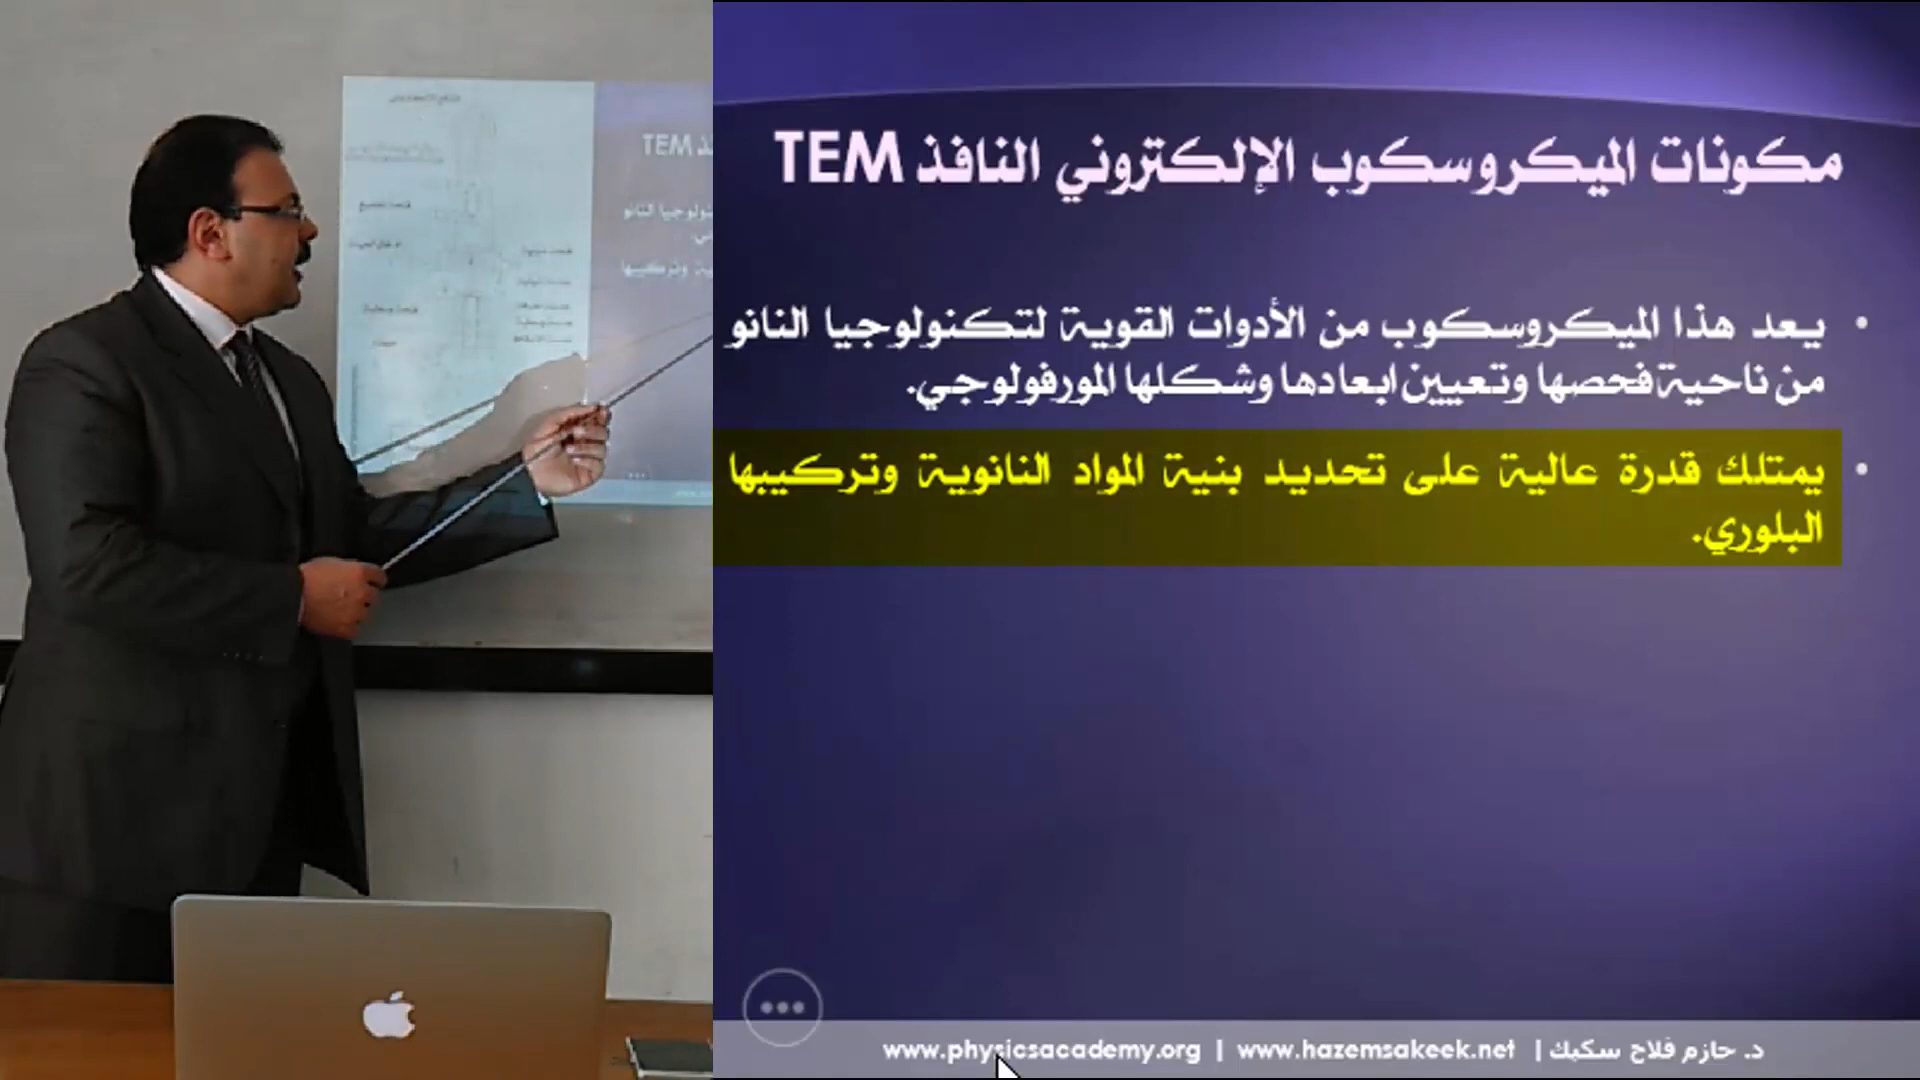 مكونات الميكروسكوب الإلكتروني النافذ TEM
• يعد هذا الميكروسكوب من الأدوات القوية لتكنولوجيا النانو
من ناحية فحصها وتعيين ابعادها وشكلها المورفولوجي.
• يمتلك قدرة عالية على تحديد بنية المواد النانوية وتركيبها
البلوري.
د. حازم فلاح سكيك | www.physicsacademy.org | www.hazemsakeek.net
TEM